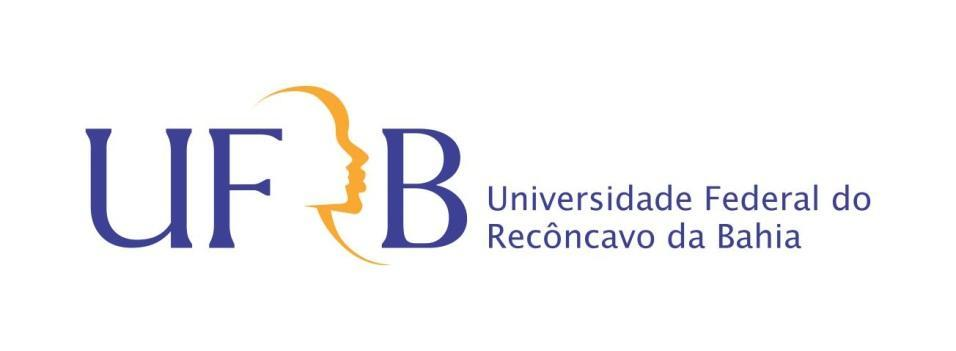 UFRB
Universidade Federal do
Recôncavo da Bahia